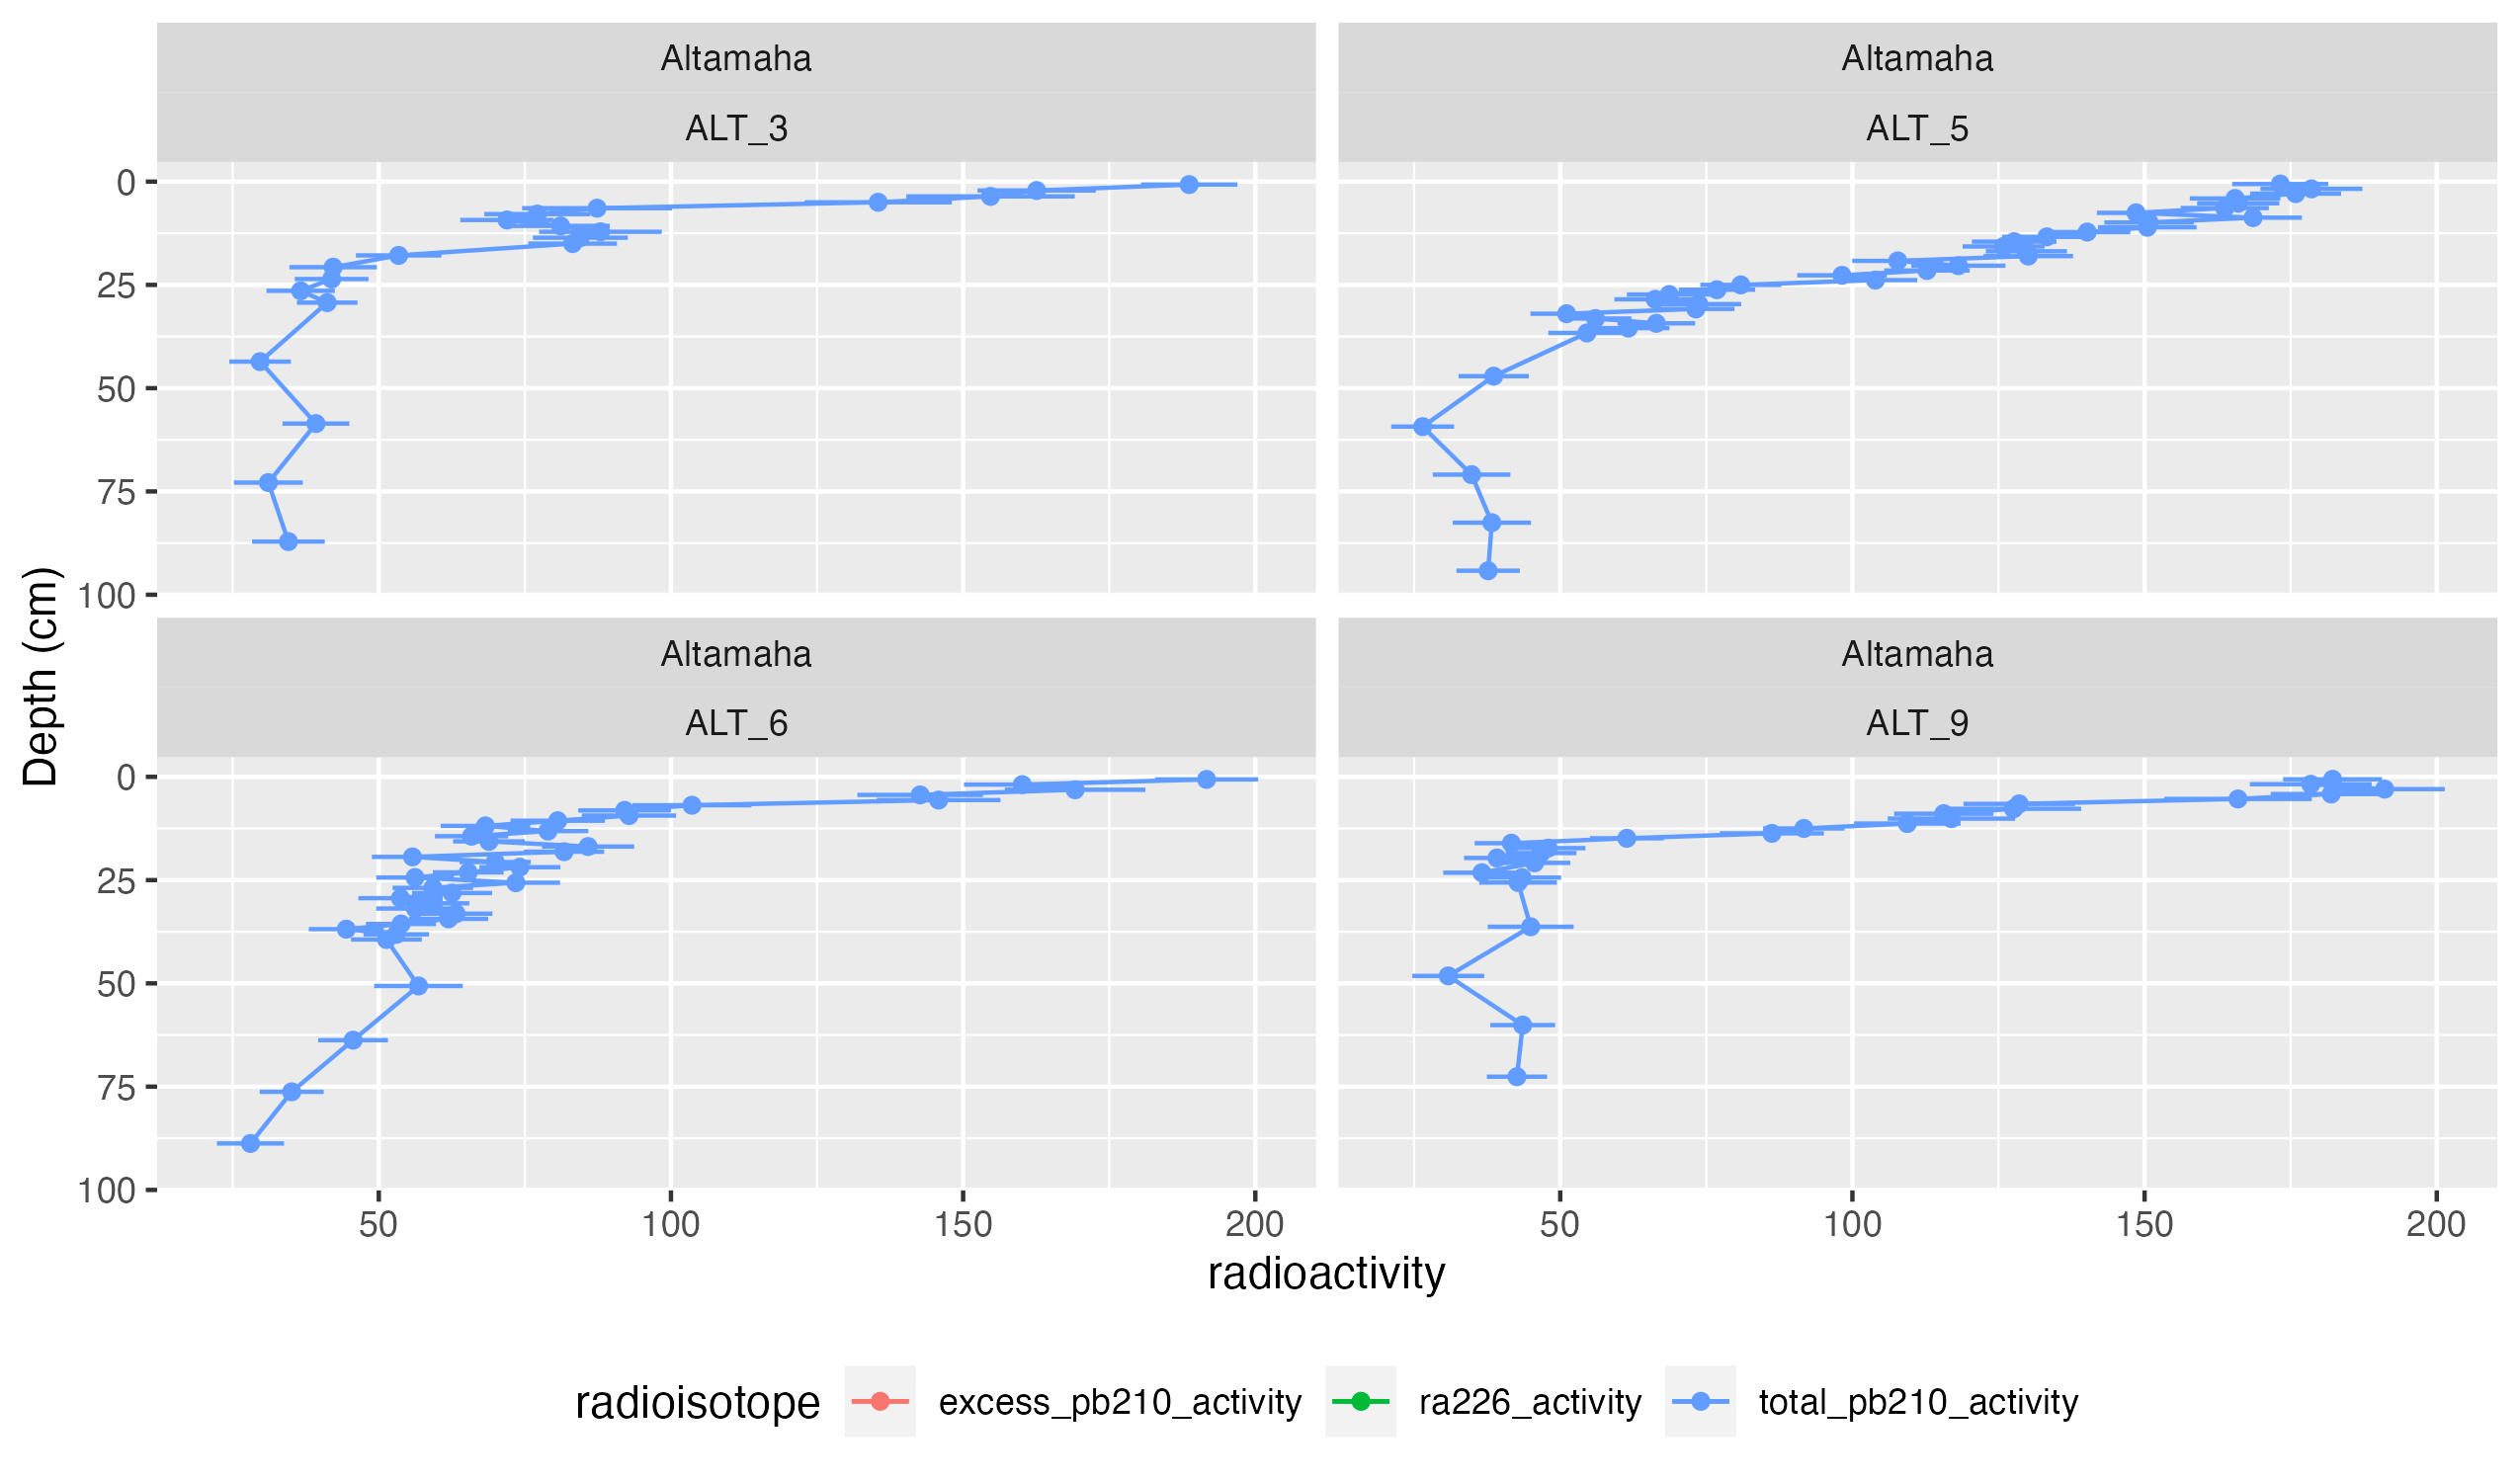 Altamaha Altamaha
ALT_3 ALT_5
0
25
50
75
100
Altamaha Altamaha
ALT_6 ALT_9
0
25
50
75
100
Depth (cm)
50 100 150 200 50 100 150 200
radioactivity
radioisotope excess_pb210_activity ra226_activity total_pb210_activity